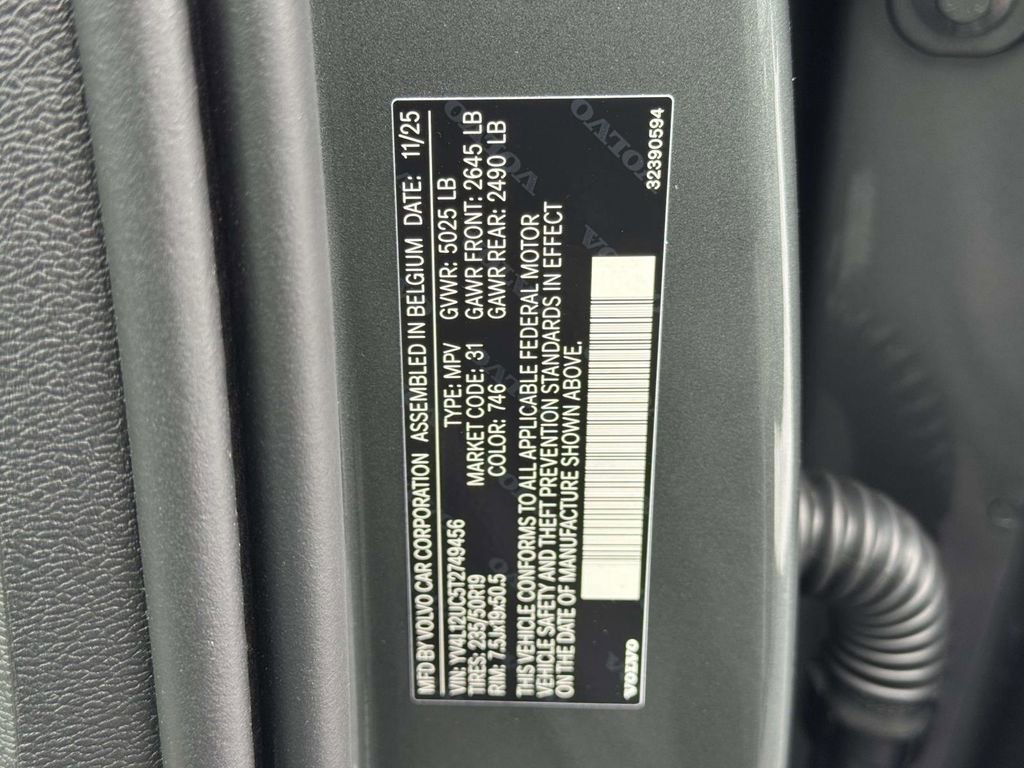 MFD BY VOLVO CAR CORPORATION ASSEMBLED IN BELGIUM DATE: 11/25
VIN: YV4L12UC5T2749456 TYPE: MPV GVWR: 5025 LB
TIRES: 235/50R19 MARKET CODE: 31 GAWR FRONT: 2645 LB
RIM: 7.5Jx19x50.5 COLOR: 746 GAWR REAR: 2490 LB
THIS VEHICLE CONFORMS TO ALL APPLICABLE FEDERAL MOTOR
VEHICLE SAFETY AND THEFT PREVENTION STANDARDS IN EFFECT
ON THE DATE OF MANUFACTURE SHOWN ABOVE.
VOLVO
32390594